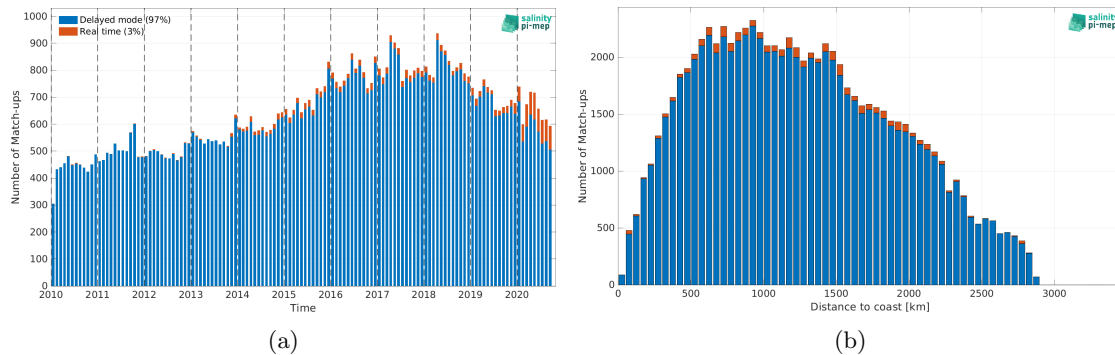 Delayed mode (97%)
Real time (3%)
salinity
pi-mep
Number of Match-ups
900
800
700
600
500
400
300
200
100
0
2010 2011 2012 2013 2014 2015 2016 2017 2018 2019 2020
Time
(a)
salinity
pi-mep
Number of Match-ups
2000
1500
1000
500
0
0 500 1000 1500 2000 2500 3000
Distance to coast [km]
(b)